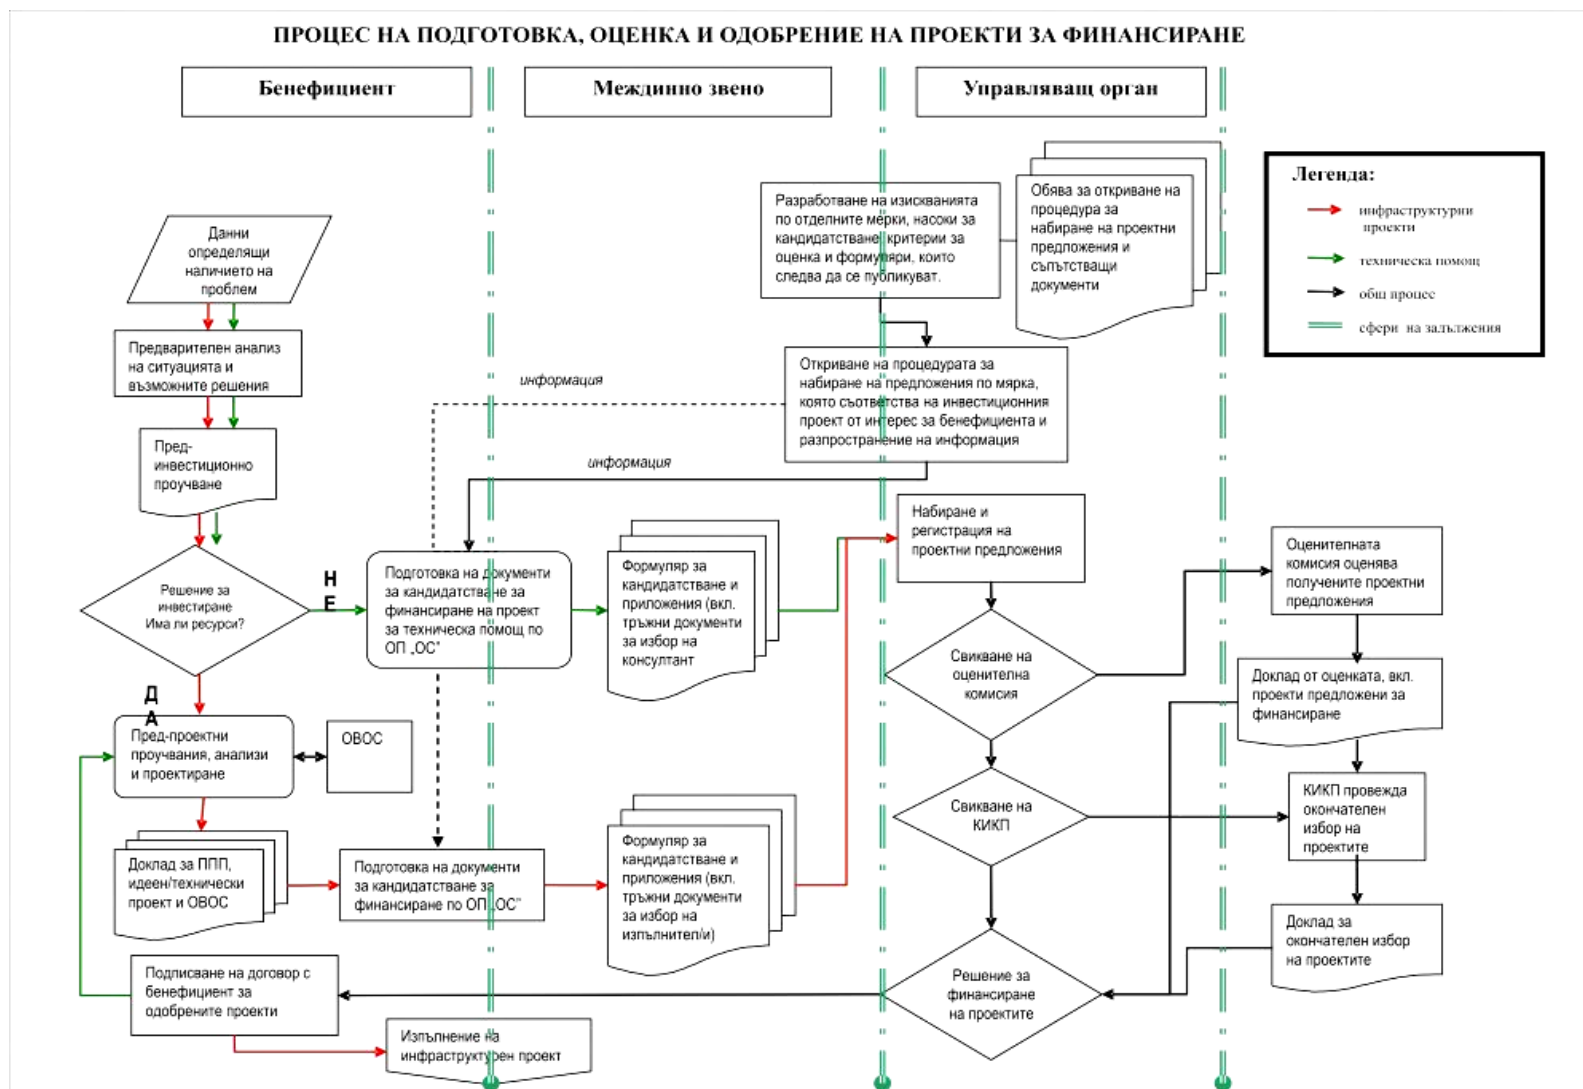 ПРОЦЕС НА ПОДГОТОВКА, ОЦЕНКА И ОДОБРЕНИЕ НА ПРОЕКТИ ЗА ФИНАНСИРАНЕ
Бенефициент
Междинно звено
Управляващ орган
Легенда:
инфраструктурни
проекти
техническа помощ
общ процес
сфери на задължения
Разработване на изискванията
по отделните мерки, насоки за
кандидатстване, критерии за
оценка и формуляри, които
следва да се публикуват.
Обява за откриване на
процедура за
набиране на проектни
предложения и
съпътстващи
документи
Данни
определящи
наличието на
проблем
Предварителен анализ
на ситуацията и
възможните решения
Пред-
инвестиционно
проучване
информация
Откриване на процедурата за
набиране на предложения по мярка,
която съответства на инвестиционния
проект от интерес за бенефициента и
разпространение на информация
информация
Решение за
инвестиране
Има ли ресурси?
Н
Е
Подготовка на документи
за кандидатстване за
финансиране на проект
за техническа помощ по
ОП „ОС"
Формуляр за
кандидатстване и
приложения (вкл.
тръжни документи
за избор на
консултант
Набиране и
регистрация на
проектни предложения
Оценителната
комисия оценява
получените проектни
предложения
Свикване на
оценителна
комисия
Доклад от оценката, вкл.
проекти предложени за
финансиране
Д
А
Пред-проектни
проучвания, анализи
и проектиране
ОВОС
Свикване на
КИКП
КИКП провежда
окончателен
избор на
проектите
Доклад за ППП,
идеен/технически
проект и ОВОС
Подготовка на документи
за кандидатстване за
финансиране по ОП„ОС"
Формуляр за
кандидатстване и
приложения (вкл.
тръжни документи
за избор на
изпълнител/и)
Доклад за
окончателен избор
на проектите
Решение за
финансиране
на проектите
Подписване на договор с
бенефициент за
одобрените проекти
Изпълнение на
инфраструктурен проект